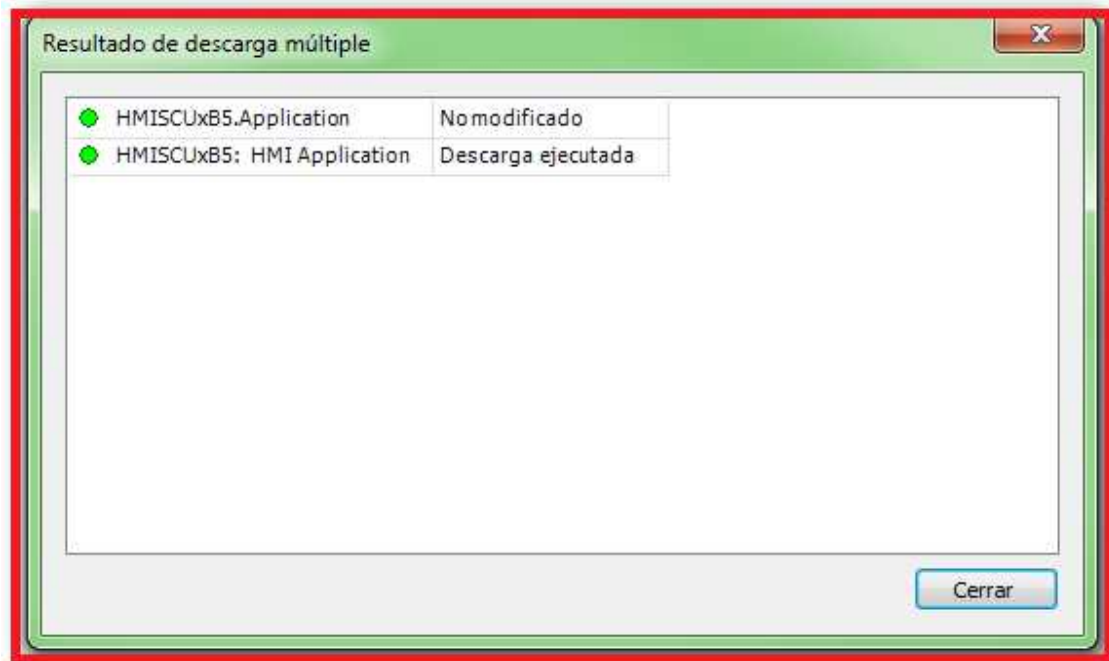 Resultado de descarga múltiple
HMISCUxB5.Application No modificado
HMISCUxB5: HMI Application Descarga ejecutada
Cerrar